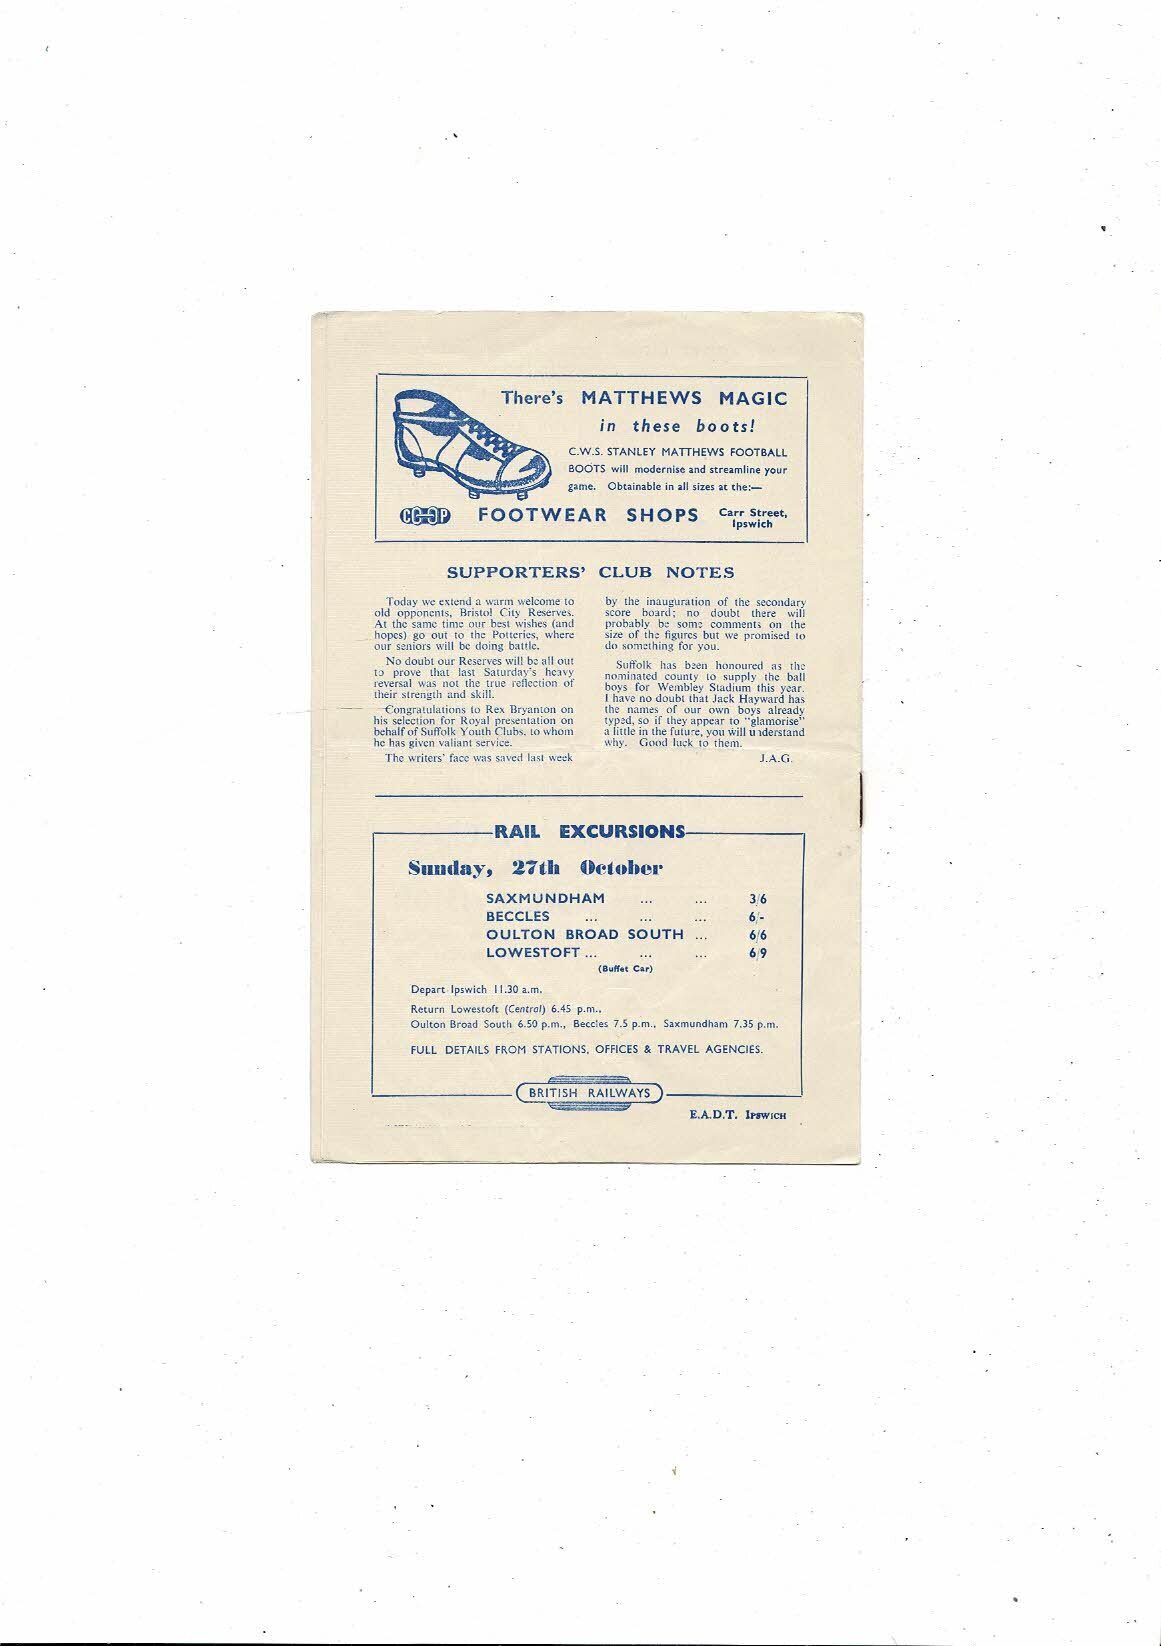 There's MATTHEWS MAGIC
in these boots!
C.W.S. STANLEY MATTHEWS FOOTBALL
BOOTS will modernise and streamline your
game. Obtainable in all sizes at the:—
CO-OP FOOTWEAR SHOPS Carr Street,
Ipswich
SUPPORTERS' CLUB NOTES
Today we extend a warm welcome to
old opponents, Bristol City Reserves.
At the same time our best wishes (and
hopes) go out to the Potteries, where
our seniors will be doing battle.
No doubt our Reserves will be all out
to prove that last Saturday's heavy
reversal was not the true reflection of
their strength and skill.
Congratulations to Rex Bryanton on
his selection for Royal presentation on
behalf of Suffolk Youth Clubs, to whom
he has given valiant service.
The writers' face was saved last week
by the inauguration of the secondary
score board; no doubt there will
probably be some comments on the
size of the figures but we promised to
do something for you.
Suffolk has been honoured as the
nominated county to supply the ball
boys for Wembley Stadium this year.
I have no doubt that Jack Hayward has
the names of our own boys already
typed, so if they appear to "glamorise"
a little in the future, you will understand
why. Good luck to them.
J.A.G.
RAIL EXCURSIONS
Sunday, 27th October
SAXMUNDHAM ... ... 3/6
BECCLES ... ... ... 6/-
OULTON BROAD SOUTH ... 6/6
LOWESTOFT ... ... ... 6/9
(Buffet Car)
Depart Ipswich 11.30 a.m.
Return Lowestoft (Central) 6.45 p.m.,
Oulton Broad South 6.50 p.m., Beccles 7.5 p.m., Saxmundham 7.35 p.m.
FULL DETAILS FROM STATIONS, OFFICES & TRAVEL AGENCIES.
BRITISH RAILWAYS
E.A.D.T. IPSWICH